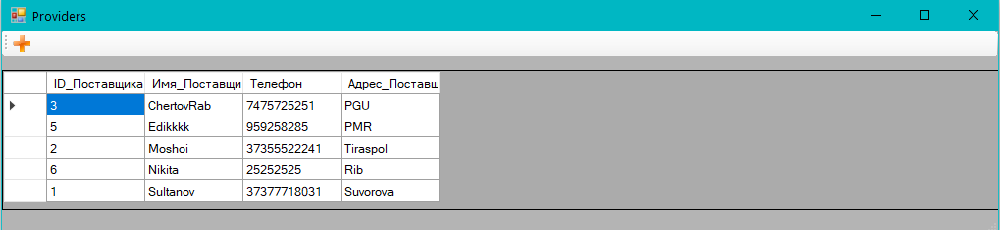 Providers
ID_Поставщика Имя_Поставщи Телефон Адрес_Поставщ
3 ChertovRab 7475725251 PGU
5 Edikkkk 959258285 PMR
2 Moshoi 37355522241 Tiraspol
6 Nikita 25252525 Rib
1 Sultanov 37377718031 Suvorova